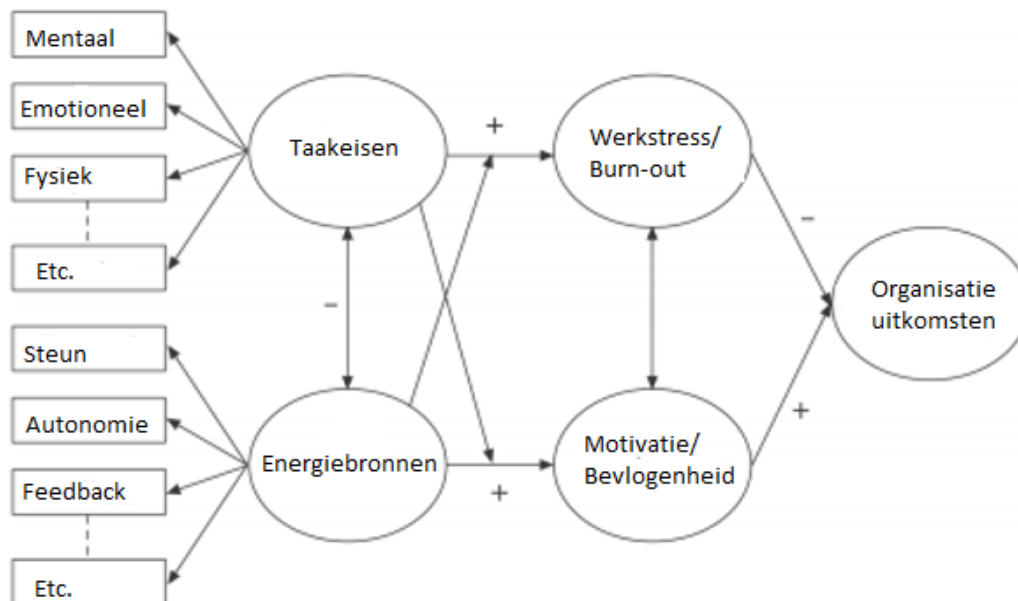 Mentaal
Emotioneel
Fysiek
Etc.
Steun
Autonomie
Feedback
Etc.
Taakeisen
–
Energiebronnen
+
+
Werkstress/
Burn-out
Motivatie/
Bevlogenheid
–
+
Organisatie
uitkomsten